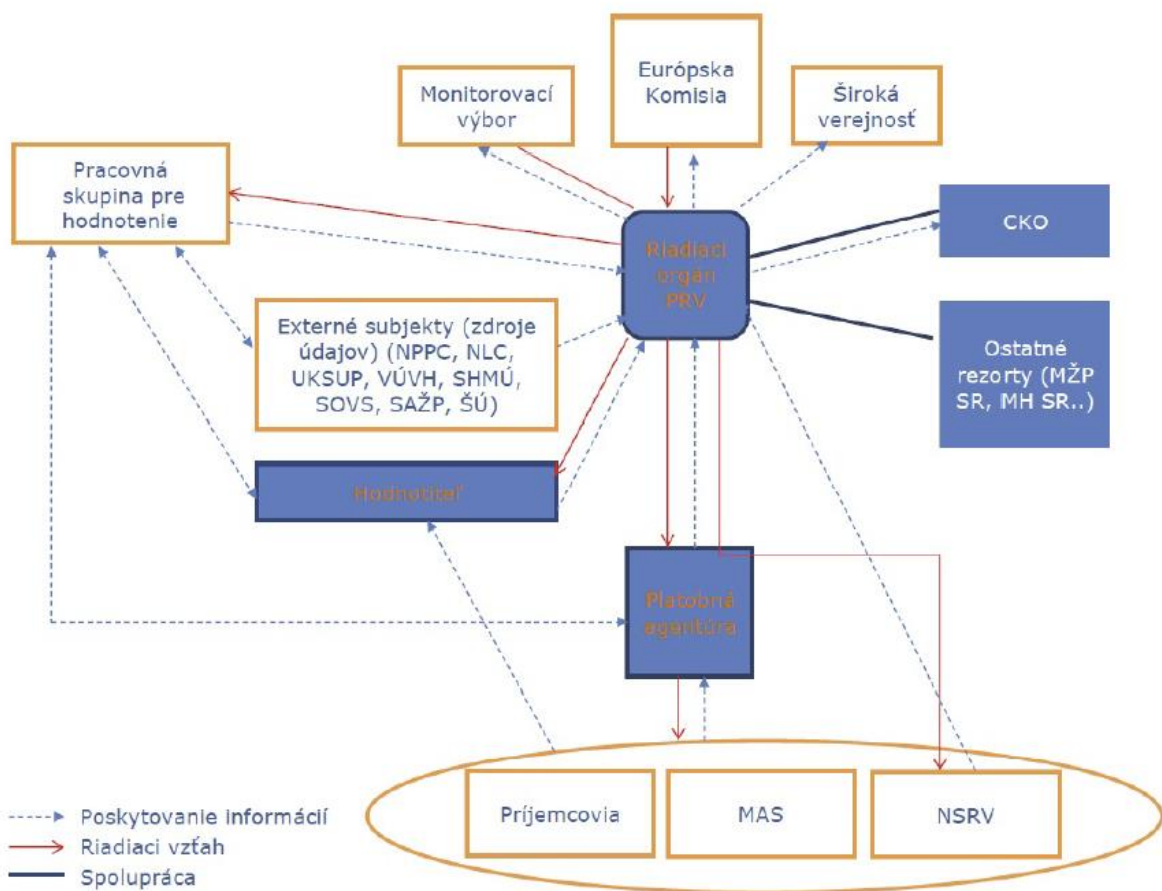 Európska
Komisia
Monitorovací
výbor
Široká
verejnosť
Pracovná
skupina pre
hodnotenie
Riadiaci
orgán
PRV
CKO
Externé subjekty (zdroje
údajov) (NPPC, NLC,
UKSUP, VÚVH, SHMÚ,
SOVS, SAŽP, ŠÚ)
Ostatné
rezorty (MŽP
SR, MH SR..)
Hodnotiteľ
Platobná
agentúra
Príjemcovia
MAS
NSRV
Poskytovanie informácií
Riadiaci vzťah
Spolupráca